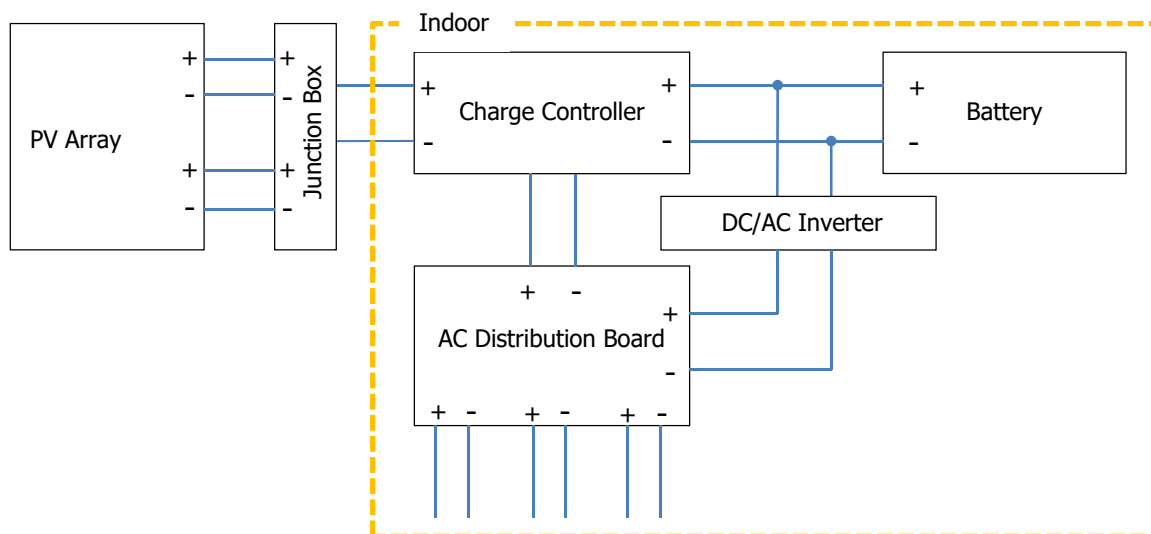 Indoor
PV Array
+
-
+
-
+
-
+
-
Junction Box
+
-
Charge Controller
+
-
+
-
Battery
DC/AC Inverter
+ -
AC Distribution Board
+
-
+ - + - + -